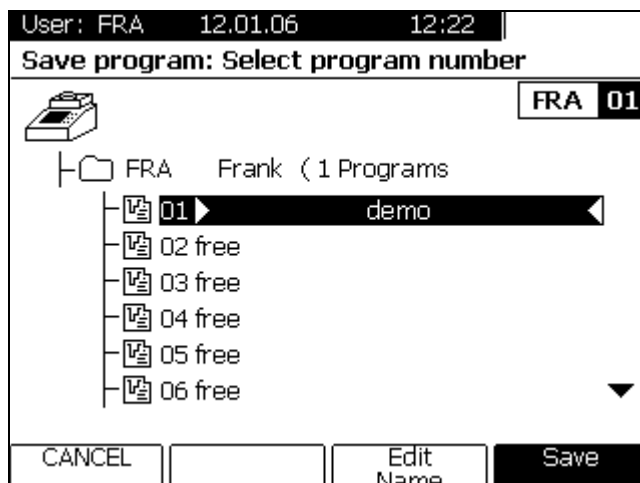 User: FRA 12.01.06 12:22
Save program: Select program number
FRA 01
FRA Frank ( 1 Programs
01 demo
02 free
03 free
04 free
05 free
06 free
CANCEL Edit Name Save